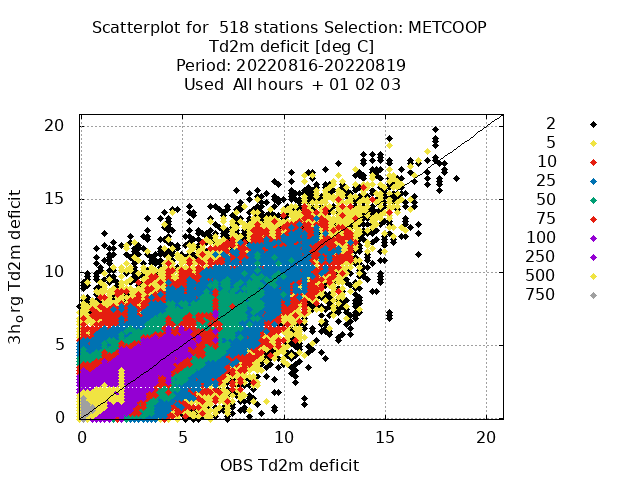 Scatterplot for  518 stations Selection: METCOOP
Td2m deficit [deg C]
Period: 20220816-20220819
Used  All hours  + 01 02 03
3horg Td2m deficit
20
15
10
5
0
0 5 10 15 20
OBS Td2m deficit
2
5
10
25
50
75
100
250
500
750